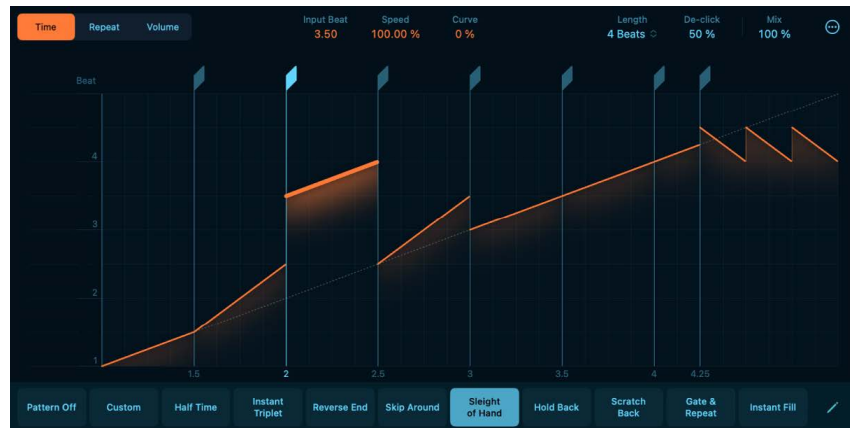 Time Repeat Volume Input Beat Speed Curve Length De-click Mix
3.50 100.00 % 0 % 4 Beats 50 % 100 %
Beat
4
3
2
1
1.5 2 2.5 3 3.5 4 4.25
Pattern Off Custom Half Time Instant Triplet Reverse End Skip Around Sleight of Hand Hold Back Scratch Back Gate & Repeat Instant Fill